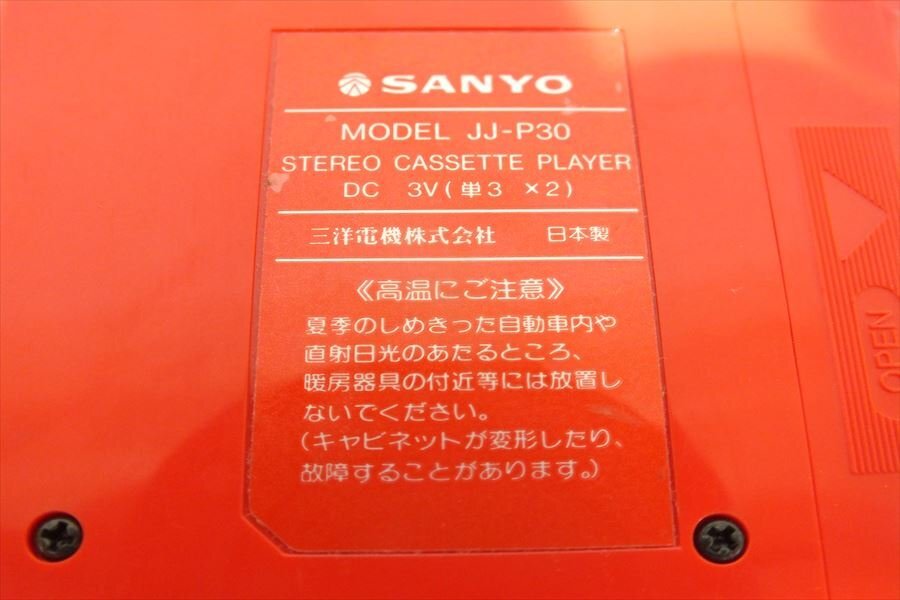 SANYO
MODEL JJ-P30
STEREO CASSETTE PLAYER
DC 3V(単3 ×2)
三洋電機株式会社 日本製
《高温にご注意》
夏季のしめきった自動車内や
直射日光のあたるところ、
暖房器具の付近等には放置し
ないでください。
(キャビネットが変形したり、
故障することがあります。)
OPEN